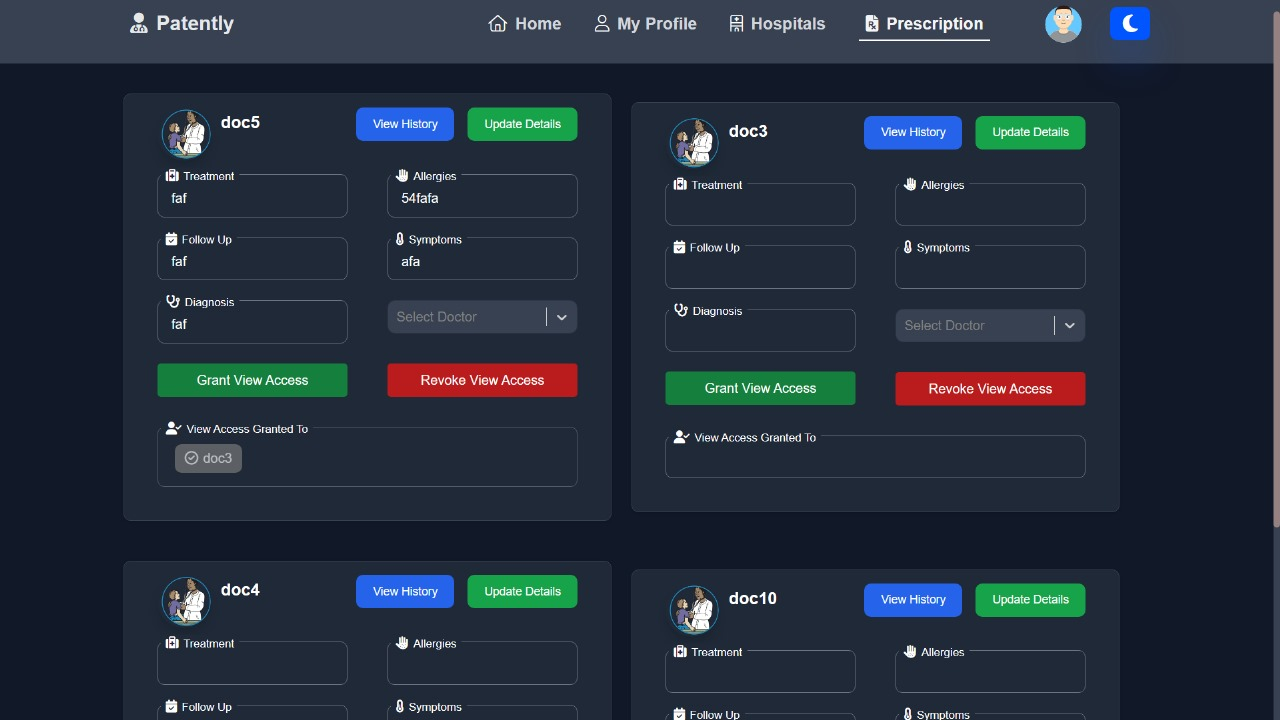 Patently
Home My Profile Hospitals Prescription
doc5 View History Update Details
Treatment Allergies
faf 54fafa
Follow Up Symptoms
faf afa
Diagnosis
faf Select Doctor
Grant View Access Revoke View Access
View Access Granted To
doc3
doc3 View History Update Details
Treatment Allergies
Follow Up Symptoms
Diagnosis
Select Doctor
Grant View Access Revoke View Access
View Access Granted To
doc4 View History Update Details
Treatment Allergies
Follow Up Symptoms
doc10 View History Update Details
Treatment Allergies
Follow Up Symptoms